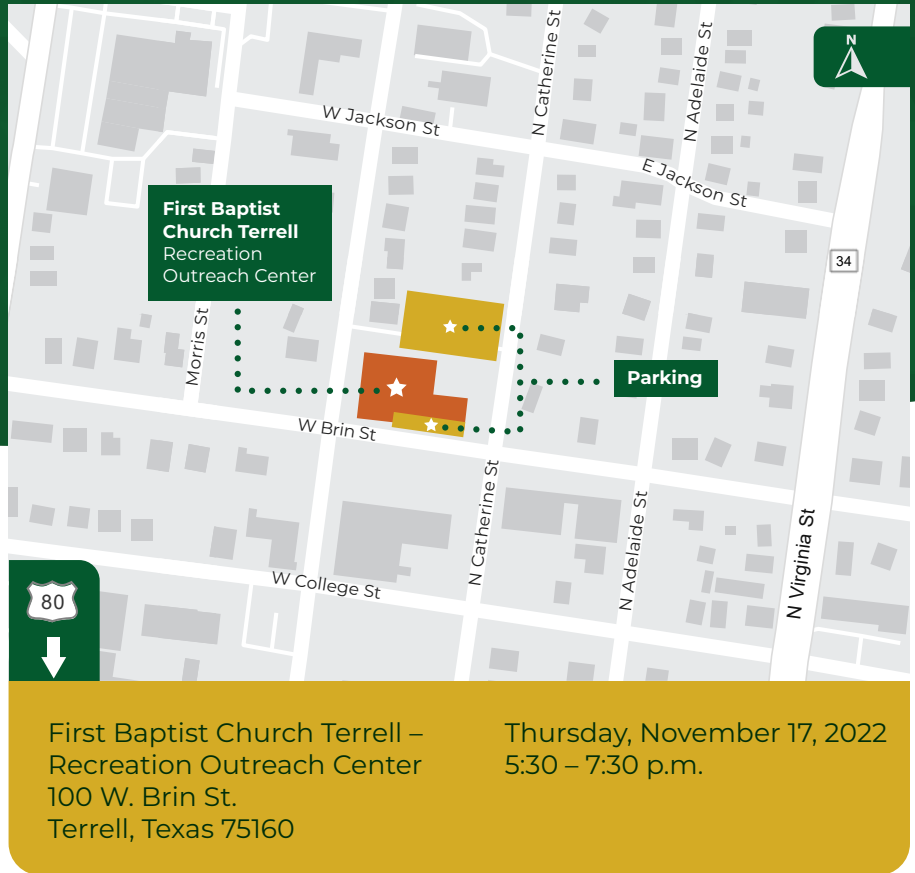 N
N Catherine St
N Adelaide St
W Jackson St
E Jackson St
First Baptist
Church Terrell
Recreation
Outreach Center
34
Morris St
Parking
W Brin St
N Catherine St
N Adelaide St
N Virginia St
W College St
80
First Baptist Church Terrell –
Recreation Outreach Center
100 W. Brin St.
Terrell, Texas 75160
Thursday, November 17, 2022
5:30 – 7:30 p.m.